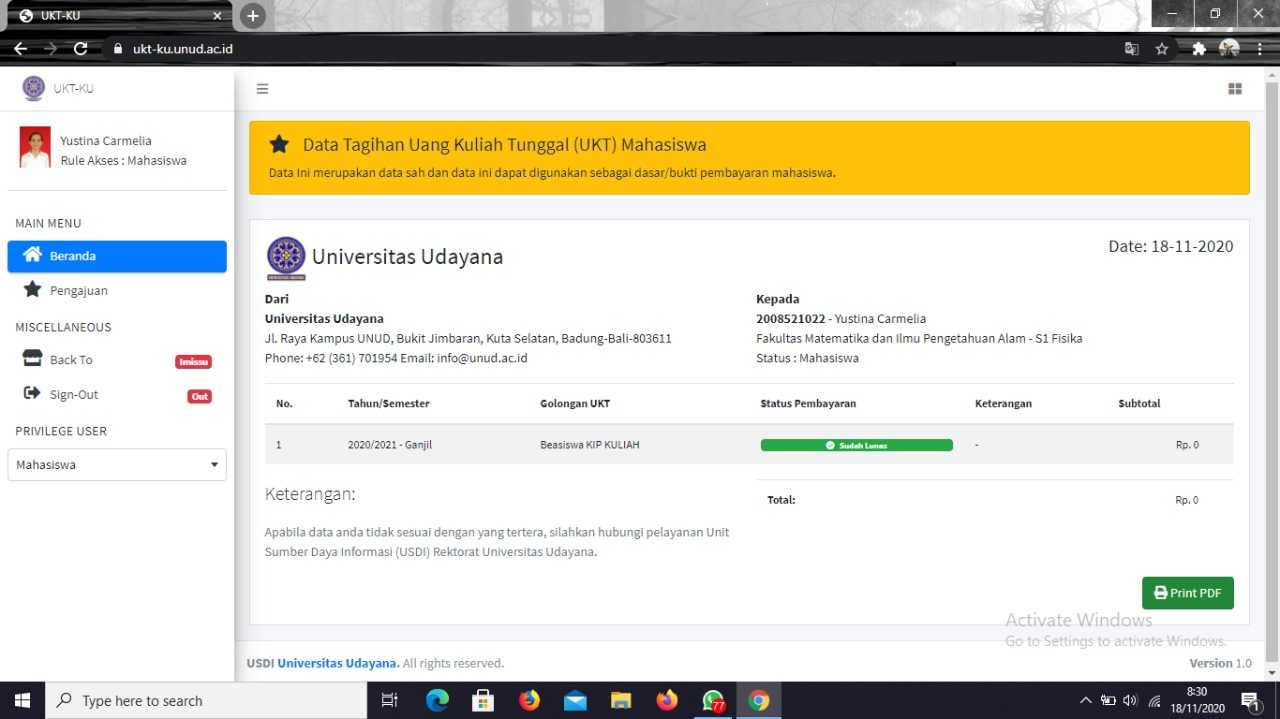 UKT-KU
ukt-ku.unud.ac.id
UKT-KU
Yustina Carmelia
Rule Akses : Mahasiswa
MAIN MENU
Beranda
Pengajuan
MISCELLANEOUS
Back To
Imissu
Sign-Out
Out
PRIVILEGE USER
Mahasiswa
Data Tagihan Uang Kuliah Tunggal (UKT) Mahasiswa
Data Ini merupakan data sah dan data ini dapat digunakan sebagai dasar/bukti pembayaran mahasiswa.
Universitas Udayana
Date: 18-11-2020
Dari
Universitas Udayana
Jl. Raya Kampus UNUD, Bukit Jimbaran, Kuta Selatan, Badung-Bali-803611
Phone: +62 (361) 701954 Email: info@unud.ac.id
Kepada
2008521022 - Yustina Carmelia
Fakultas Matematika dan Ilmu Pengetahuan Alam - S1 Fisika
Status : Mahasiswa
No. Tahun/Semester Golongan UKT Status Pembayaran Keterangan Subtotal
1 2020/2021 - Ganjil Beasiswa KIP KULIAH Sudah Lunas - Rp. 0
Keterangan:
Apabila data anda tidak sesuai dengan yang tertera, silahkan hubungi pelayanan Unit
Sumber Daya Informasi (USDI) Rektorat Universitas Udayana.
Total: Rp. 0
Print PDF
Activate Windows
Go to Settings to activate Windows.
USDI Universitas Udayana. All rights reserved.
Version 1.0
Type here to search
77
8:30
18/11/2020
1